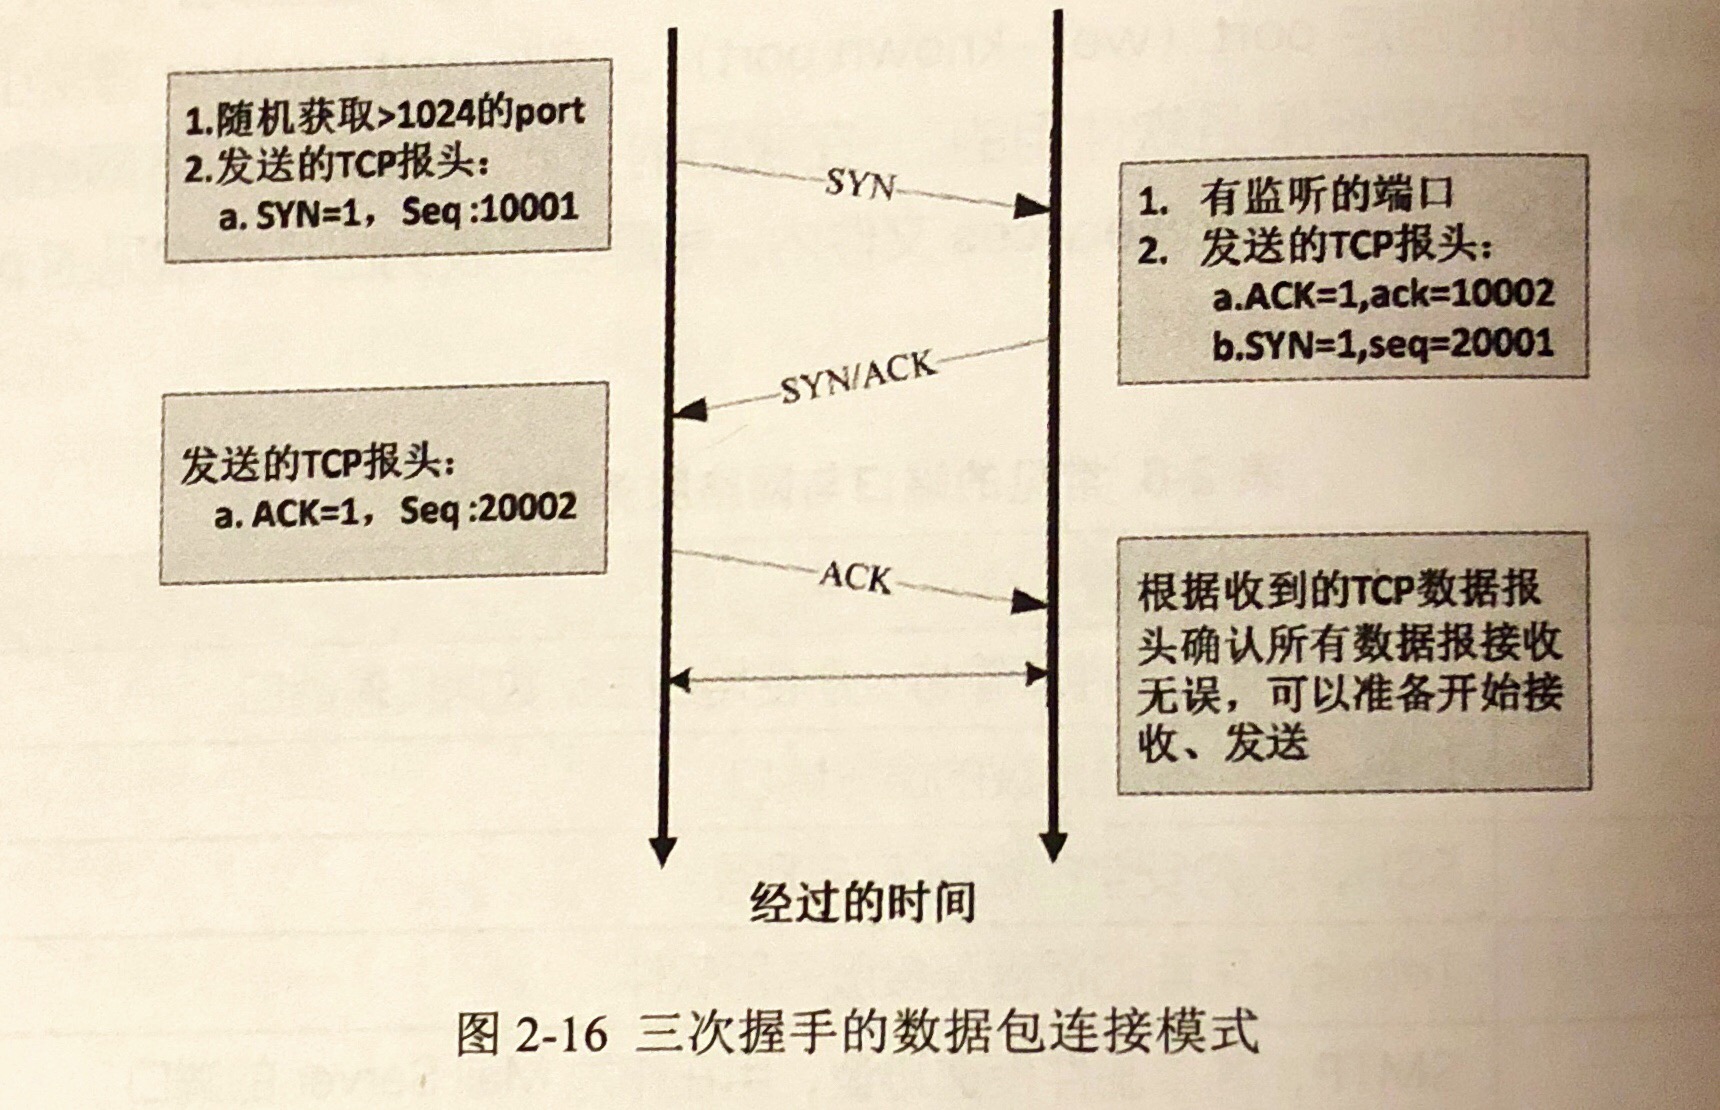 1.随机获取>1024的port
2.发送的TCP报头：
a. SYN=1， Seq :10001
SYN
1. 有监听的端口
2. 发送的TCP报头：
a.ACK=1,ack=10002
b.SYN=1,seq=20001
SYN/ACK
发送的TCP报头：
a. ACK=1， Seq :20002
ACK
根据收到的TCP数据报
头确认所有数据报接收
无误，可以准备开始接
收、发送
经过的时间
图 2-16 三次握手的数据包连接模式